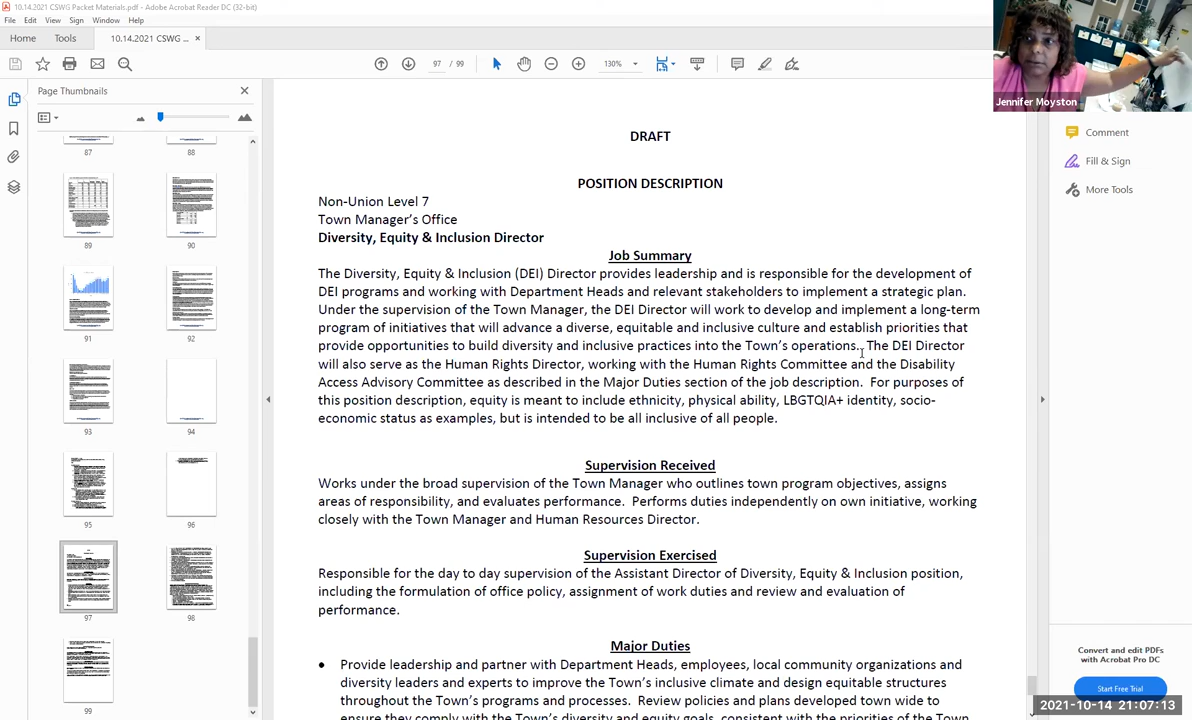 10.14.2021 CSWG Packet Materials.pdf - Adobe Acrobat Reader DC (32-bit)
File Edit View Sign Window Help
Home Tools 10.14.2021 CSWG ... ×
97 / 99 130%
Page Thumbnails
87 88
89 90
91 92
93 94
95 96
97 98
99
DRAFT
POSITION DESCRIPTION
Non-Union Level 7
Town Manager's Office
Diversity, Equity & Inclusion Director
Job Summary
The Diversity, Equity & Inclusion (DEI) Director provides leadership and is responsible for the development of
DEI programs and working with Department Heads and relevant stakeholders to implement a strategic plan.
Under the supervision of the Town Manager, the DEI Director will work to develop and implement a long-term
program of initiatives that will advance a diverse, equitable and inclusive culture and establish priorities that
provide opportunities to build diversity and inclusive practices into the Town's operations.. The DEI Director
will also serve as the Human Rights Director, working with the Human Rights Committee and the Disability
Access Advisory Committee as described in the Major Duties section of the job description. For purposes of
this position description, equity is meant to include ethnicity, physical ability, LBGTQIA+ identity, socio-
economic status as examples, but is intended to be all inclusive of all people.
Supervision Received
Works under the broad supervision of the Town Manager who outlines town program objectives, assigns
areas of responsibility, and evaluates performance. Performs duties independently on own initiative, working
closely with the Town Manager and Human Resources Director.
Supervision Exercised
Responsible for the day to day supervision of the Assistant Director of Diversity, Equity & Inclusion position,
including the formulation of office policy, assignment of work duties and review and evaluation of
performance.
Major Duties
• Provide leadership and partner with Department Heads, employees, local community organizations and
diversity leaders and experts to improve the Town's inclusive climate and design equitable structures
throughout the Town's programs and processes. Review policies and plans developed town wide to
ensure they comply with the Town's diversity and equity goals, consistent with the priorities of the Town
Jennifer Moyston
Comment
Fill & Sign
More Tools
Convert and edit PDFs
with Acrobat Pro DC
Start Free Trial
2021-10-14 21:07:13